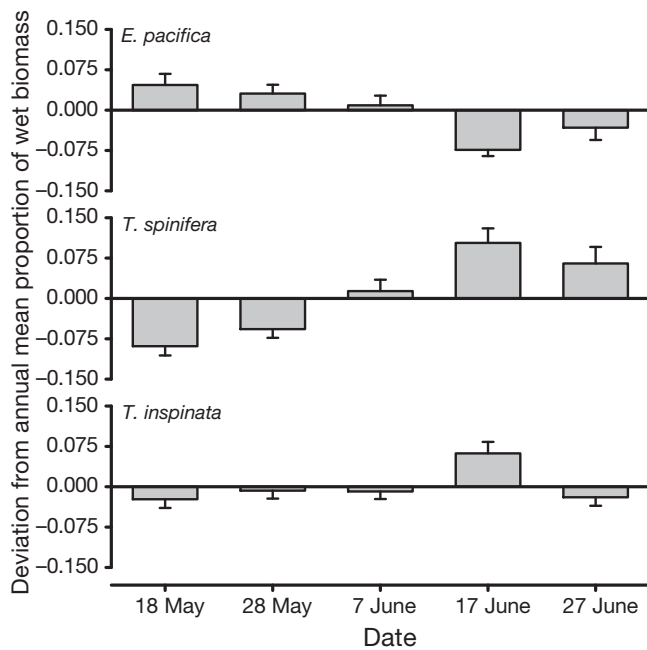 Deviation from annual mean proportion of wet biomass
E. pacifica
0.150
0.075
0.000
−0.075
−0.150
T. spinifera
0.150
0.075
0.000
−0.075
−0.150
T. inspinata
0.150
0.075
0.000
−0.075
−0.150
18 May 28 May 7 June 17 June 27 June
Date